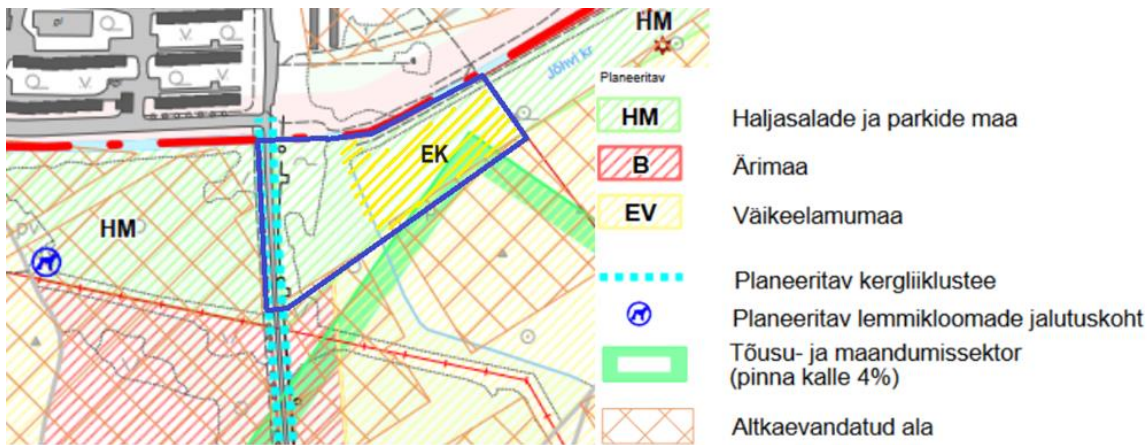 HM
Jõhvi kr
EK
HM
Planeeritav
HM Haljasalade ja parkide maa
B Ärimaa
EV Väikeelamumaa
Planeeritav kergliiklustee
Planeeritav lemmikloomade jalutuskoht
Tõusu- ja maandumissektor
(pinna kalle 4%)
Altkaevandatud ala